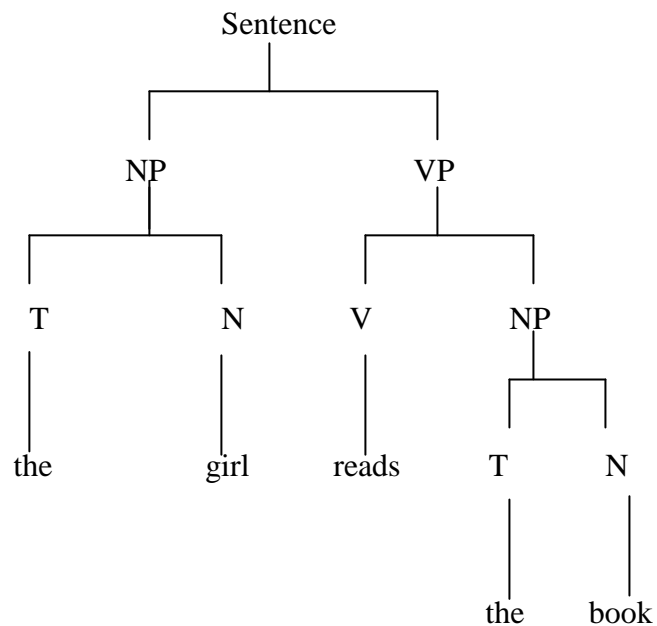 Sentence
NP VP
T N V NP
the girl reads T N
the book